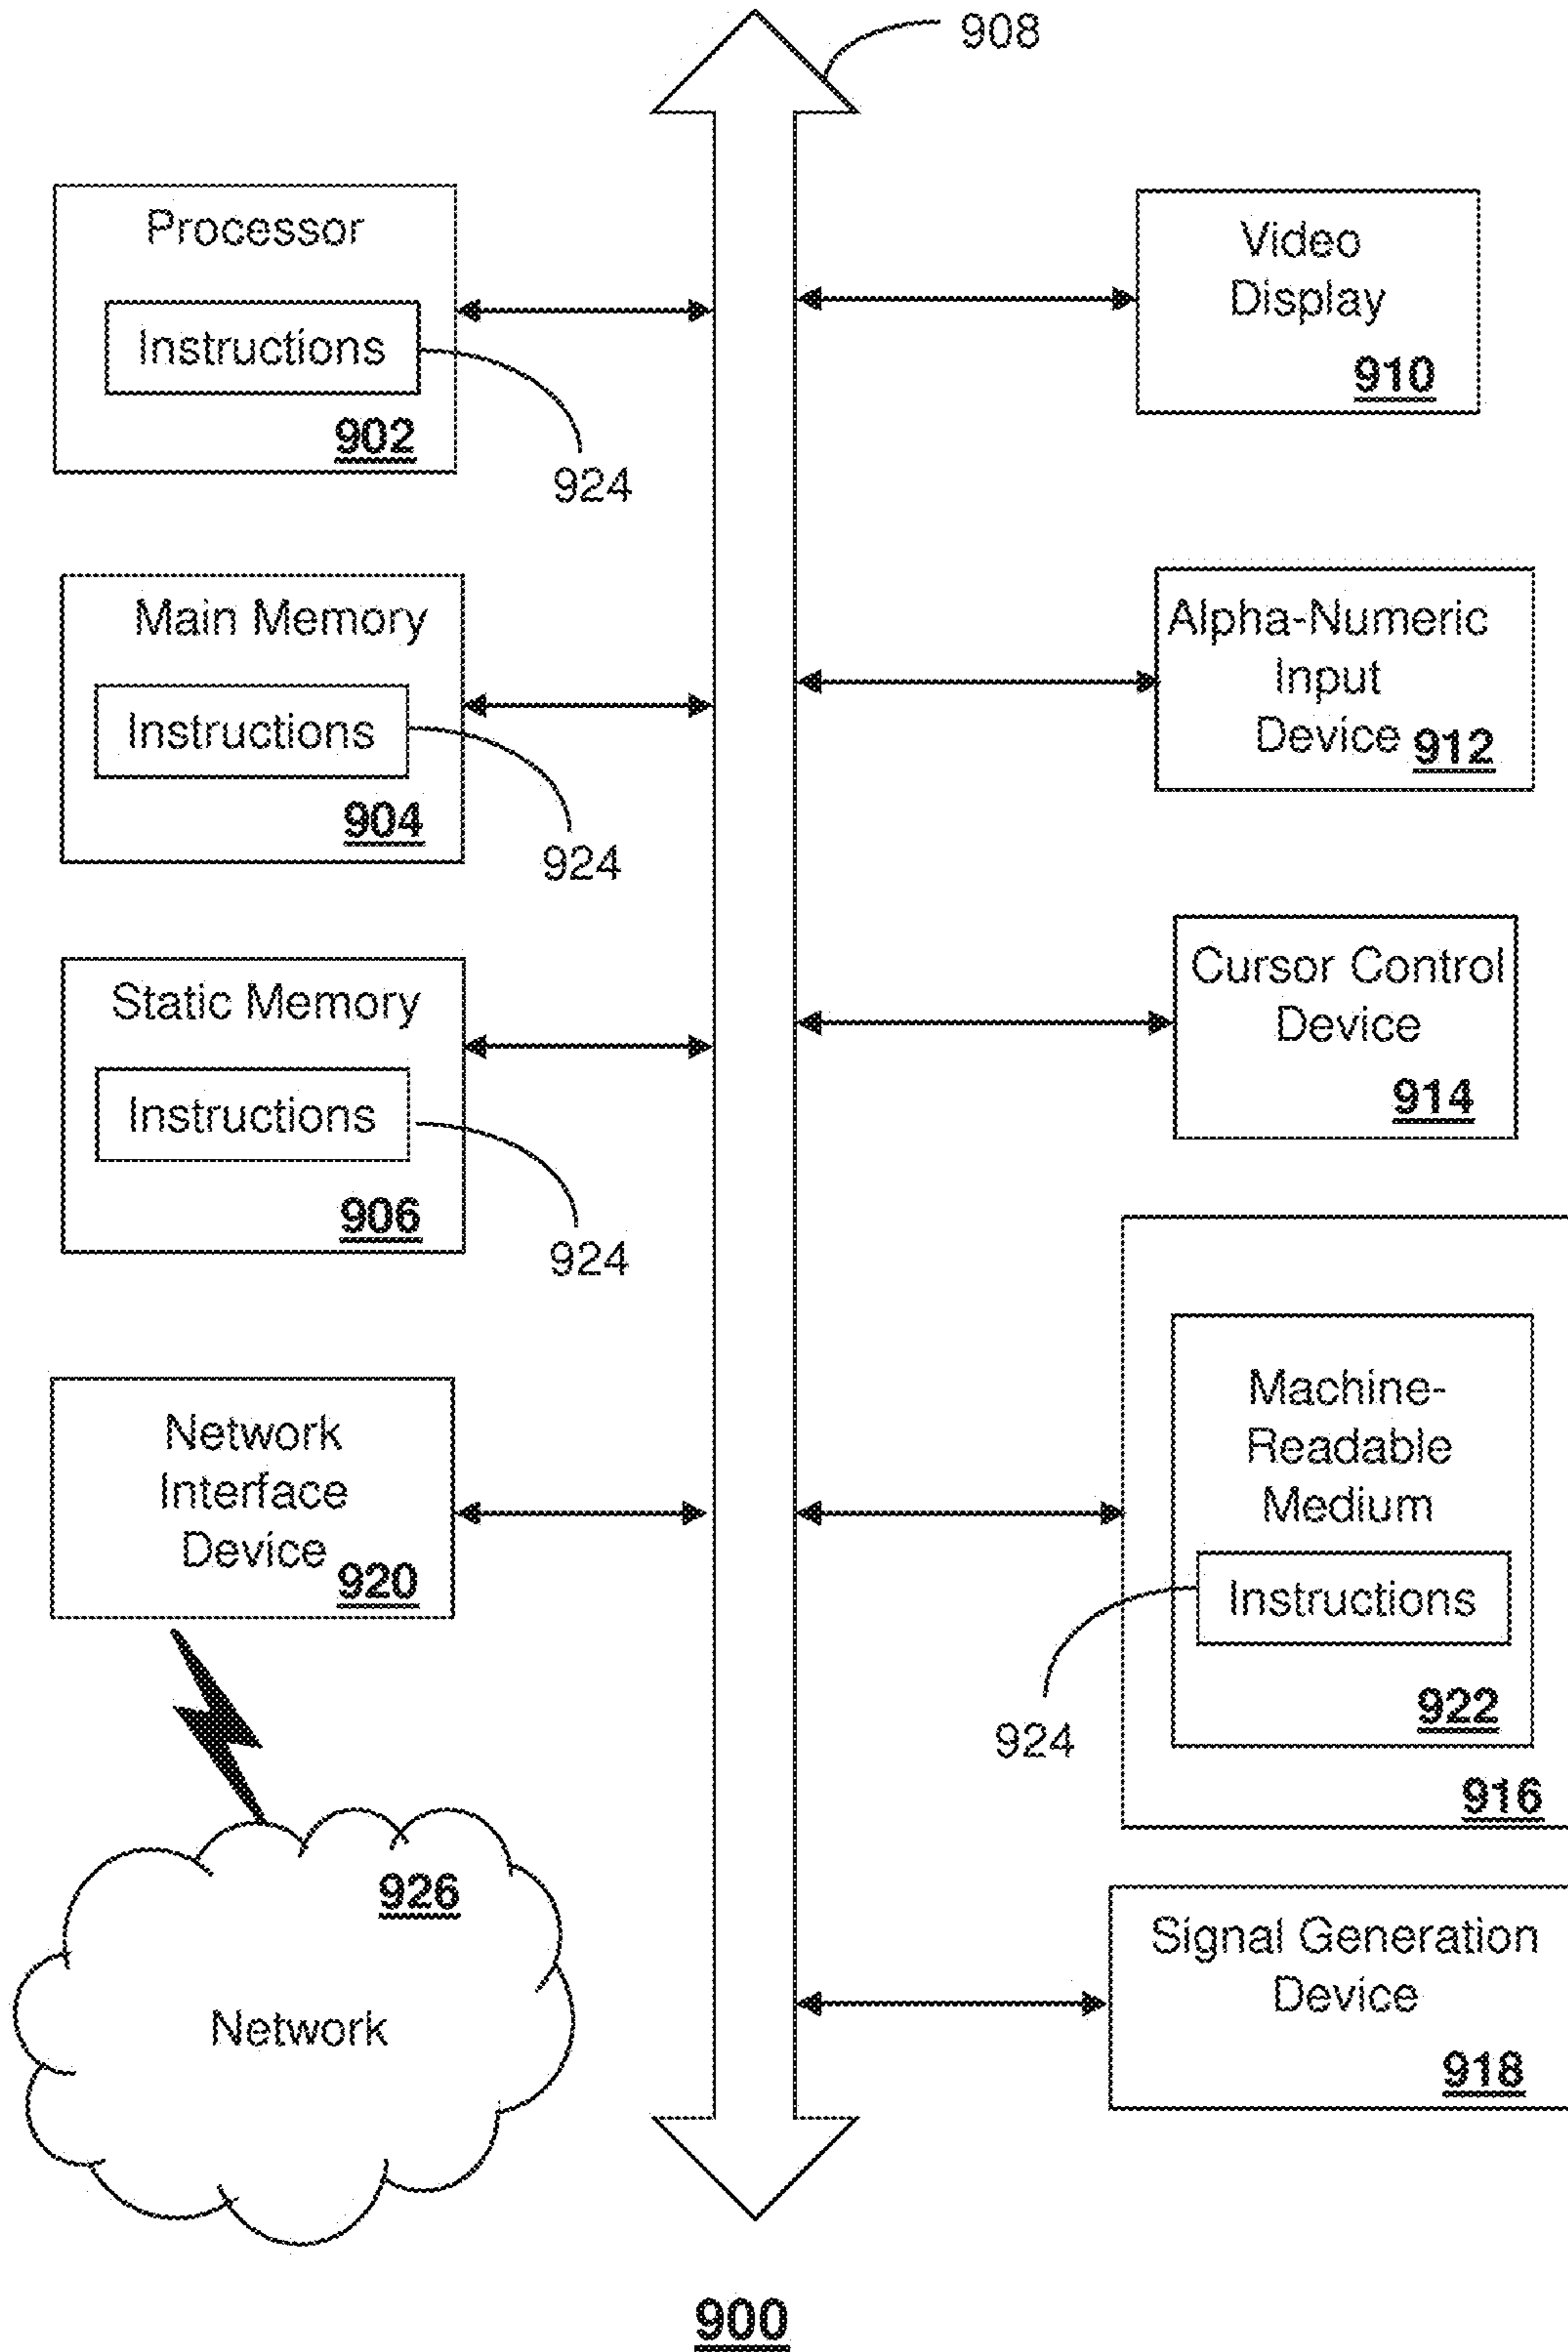 908
Processor
Instructions
902
924
Main Memory
Instructions
904
924
Static Memory
Instructions
906
924
Network
Interface
Device
920
926
Network
Video
Display
910
Alpha-Numeric
Input
Device
912
Cursor Control
Device
914
Machine-
Readable
Medium
Instructions
924
922
916
Signal Generation
Device
918
900